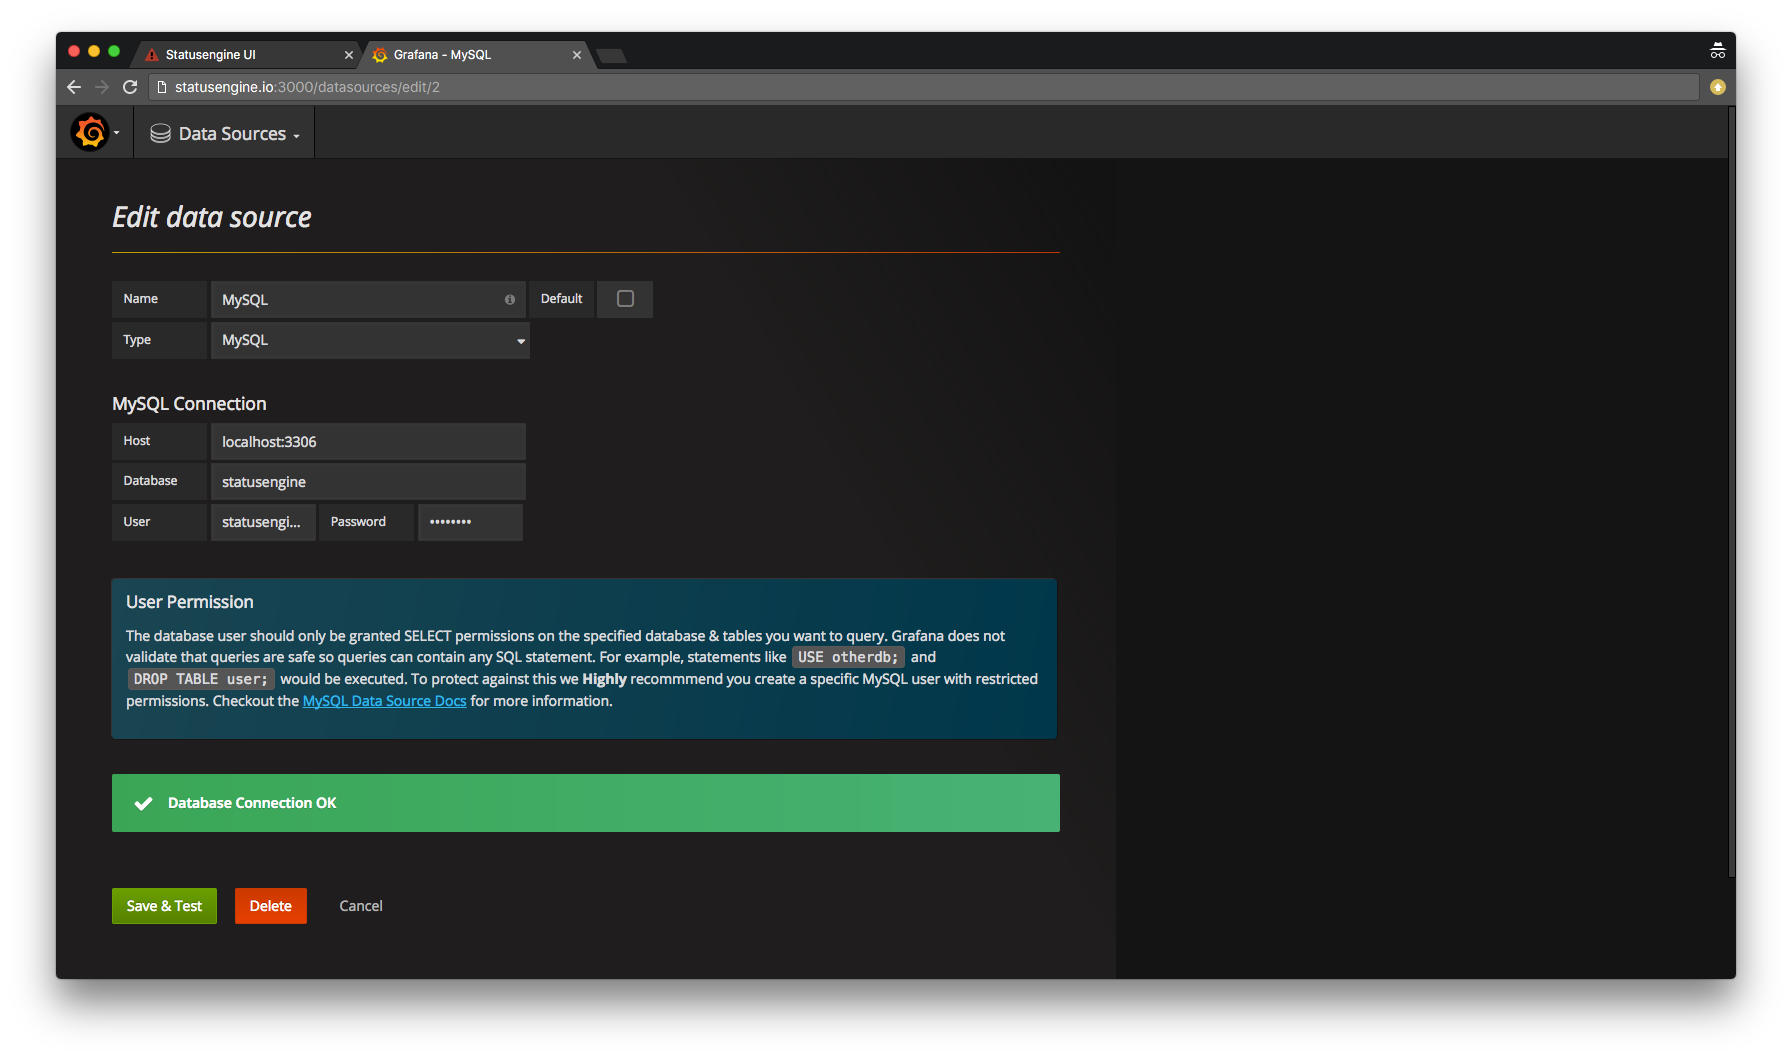 Statusengine UI
Grafana - MySQL
statusengine.io:3000/datasources/edit/2
Data Sources
Edit data source
Name MySQL Default
Type MySQL
MySQL Connection
Host localhost:3306
Database statusengine
User statusengi... Password ••••••••
User Permission
The database user should only be granted SELECT permissions on the specified database & tables you want to query. Grafana does not
validate that queries are safe so queries can contain any SQL statement. For example, statements like USE otherdb; and
DROP TABLE user; would be executed. To protect against this we Highly recommmend you create a specific MySQL user with restricted
permissions. Checkout the MySQL Data Source Docs for more information.
Database Connection OK
Save & Test Delete Cancel